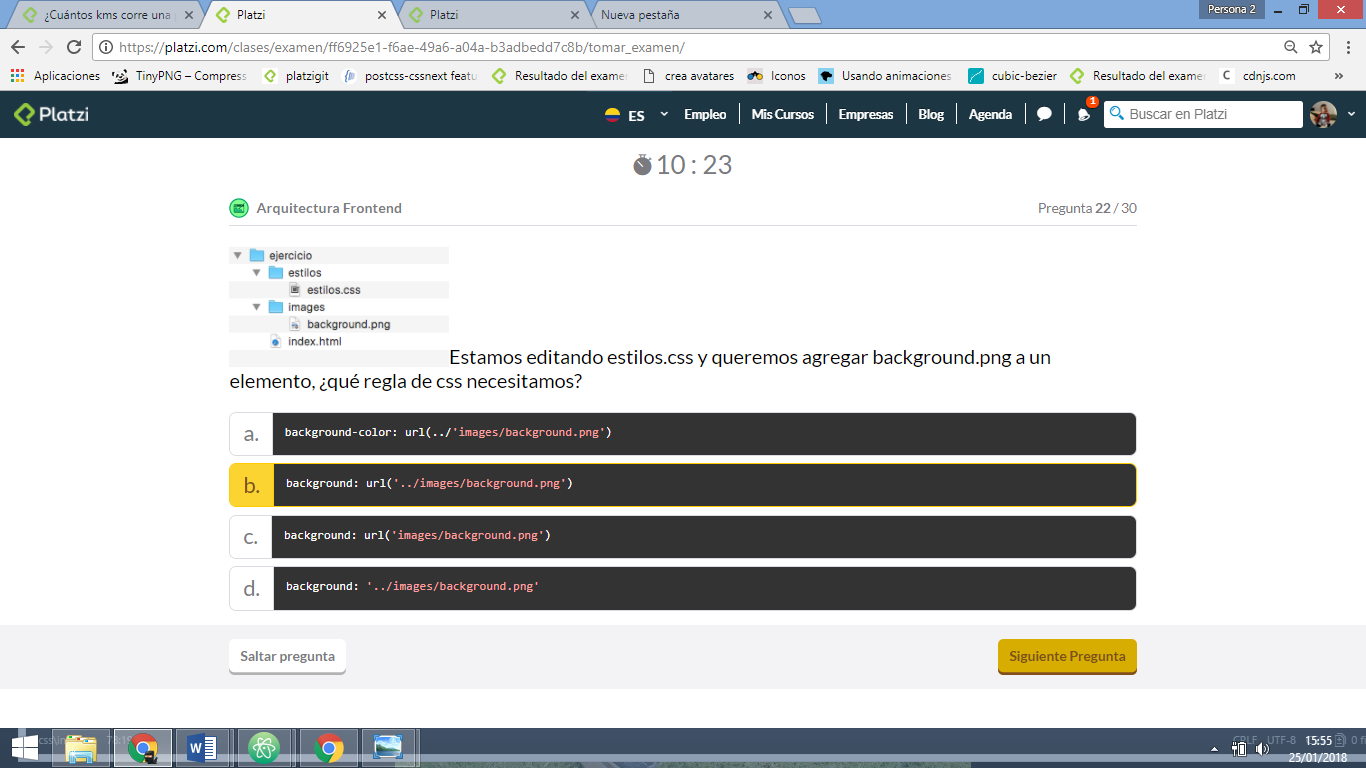 ¿Cuántos kms corre una
Platzi
Platzi
Nueva pestaña
Persona 2
https://platzi.com/clases/examen/ff6925e1-f6ae-49a6-a04a-b3adbedd7c8b/tomar_examen/
Aplicaciones
TinyPNG – Compress
platzigit
postcss-cssnext featu
Resultado del examen
crea avatares
Iconos
Usando animaciones
cubic-bezier
Resultado del examen
cdnjs.com
»
Platzi
ES
Empleo
Mis Cursos
Empresas
Blog
Agenda
1
Buscar en Platzi
10 : 23
Arquitectura Frontend
Pregunta 22 / 30
ejercicio
estilos
estilos.css
images
background.png
index.html
Estamos editando estilos.css y queremos agregar background.png a un
elemento, ¿qué regla de css necesitamos?
a. background-color: url(../'images/background.png')
b. background: url('../images/background.png')
c. background: url('images/background.png')
d. background: '../images/background.png'
Saltar pregunta
Siguiente Pregunta
CRLF UTF-8
15:55
25/01/2018